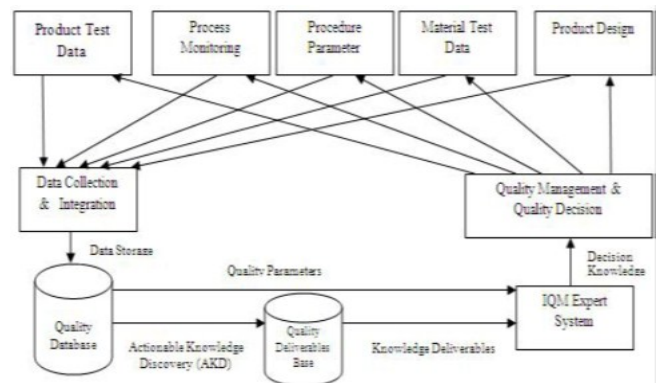 Product Test
Data
Process
Monitoring
Procedure
Parameter
Material Test
Data
Product Design
Data Collection
& Integration
Quality Management &
Quality Decision
Data Storage
Decision
Knowledge
Quality Parameters
Quality
Database
IQM Expert
System
Quality
Deliverables
Base
Actionable Knowledge
Discovery (AKD)
Knowledge Deliverables